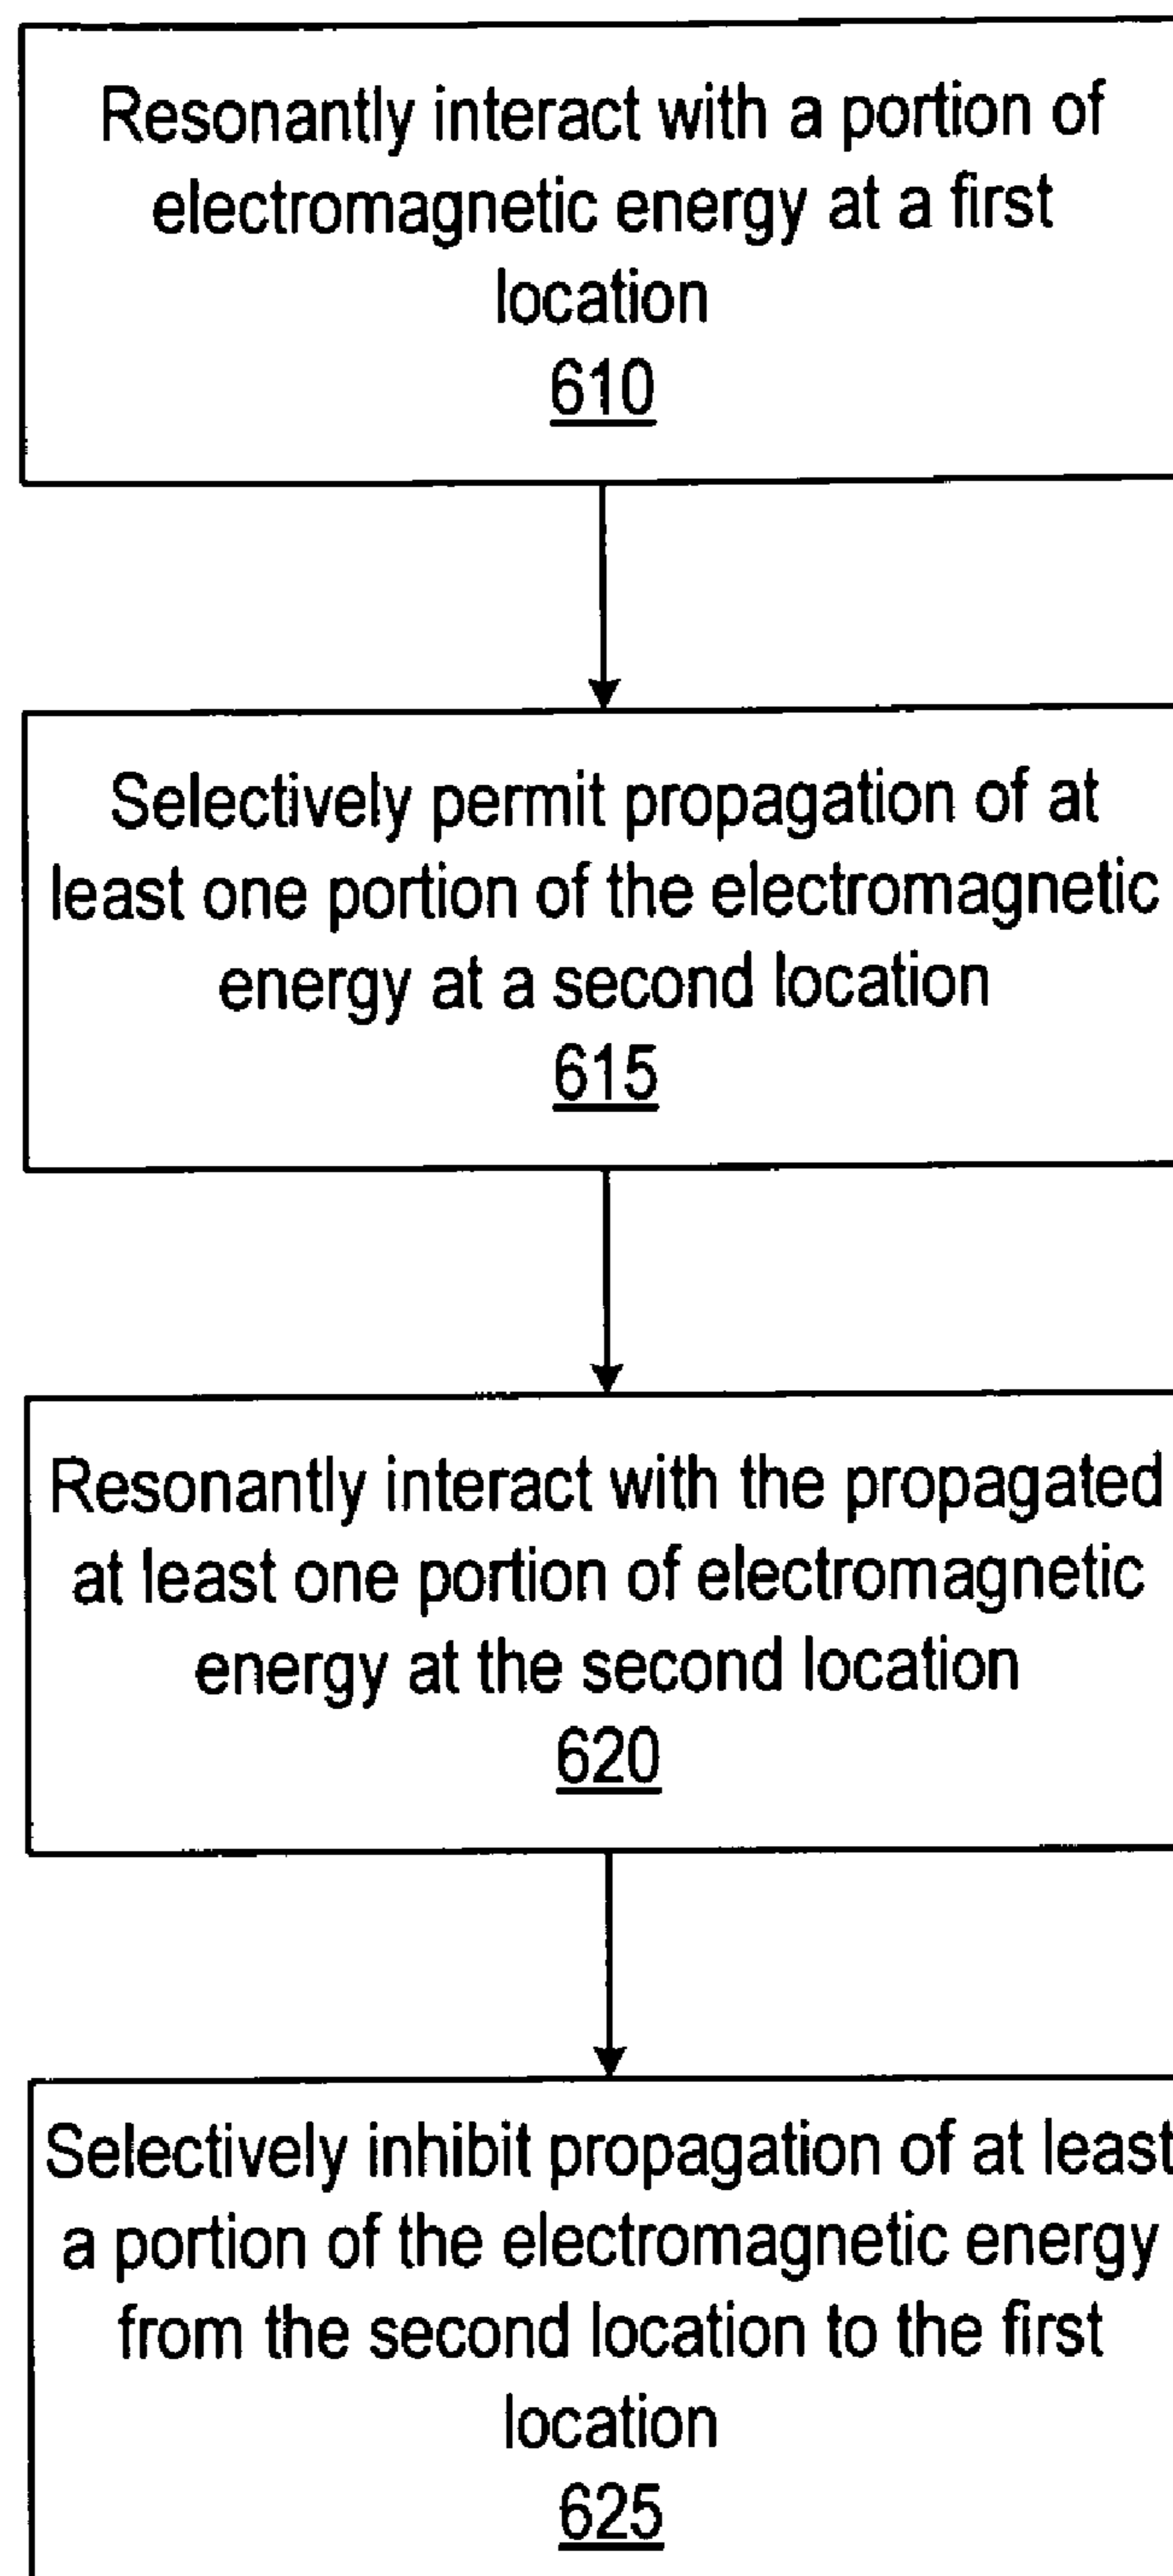 Resonantly interact with a portion of
electromagnetic energy at a first
location
610
Selectively permit propagation of at
least one portion of the electromagnetic
energy at a second location
615
Resonantly interact with the propagated
at least one portion of electromagnetic
energy at the second location
620
Selectively inhibit propagation of at least
a portion of the electromagnetic energy
from the second location to the first
location
625